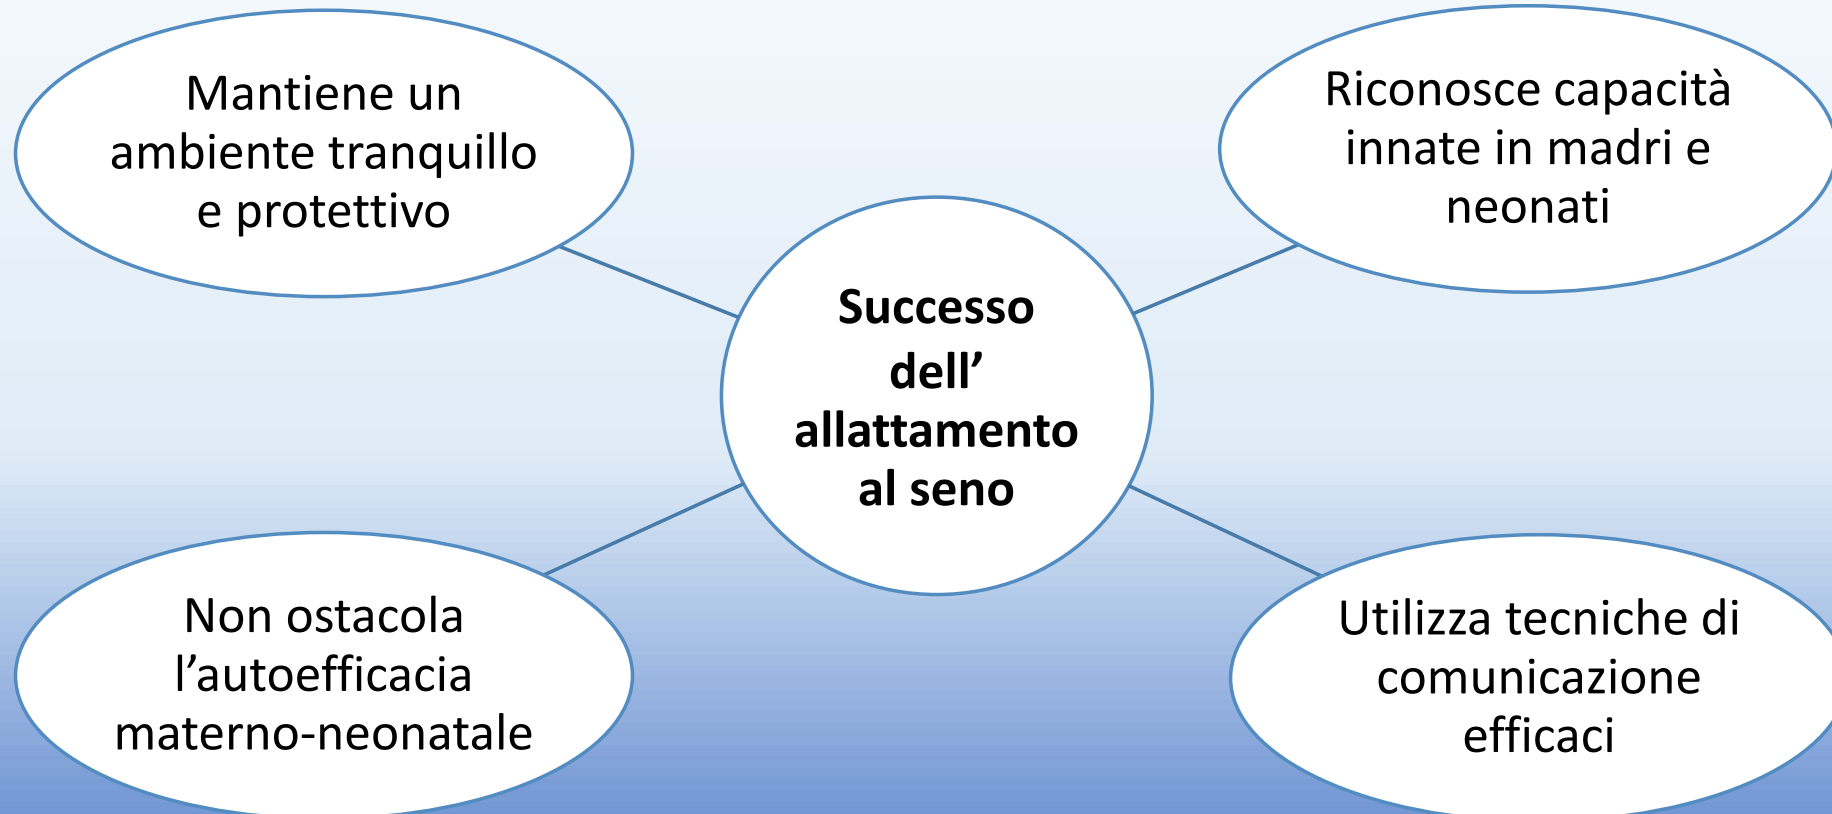 Mantiene un
ambiente tranquillo
e protettivo
Riconosce capacità
innate in madri e
neonati
Successo
dell’
allattamento
al seno
Non ostacola
l’autoefficacia
materno-neonatale
Utilizza tecniche di
comunicazione
efficaci